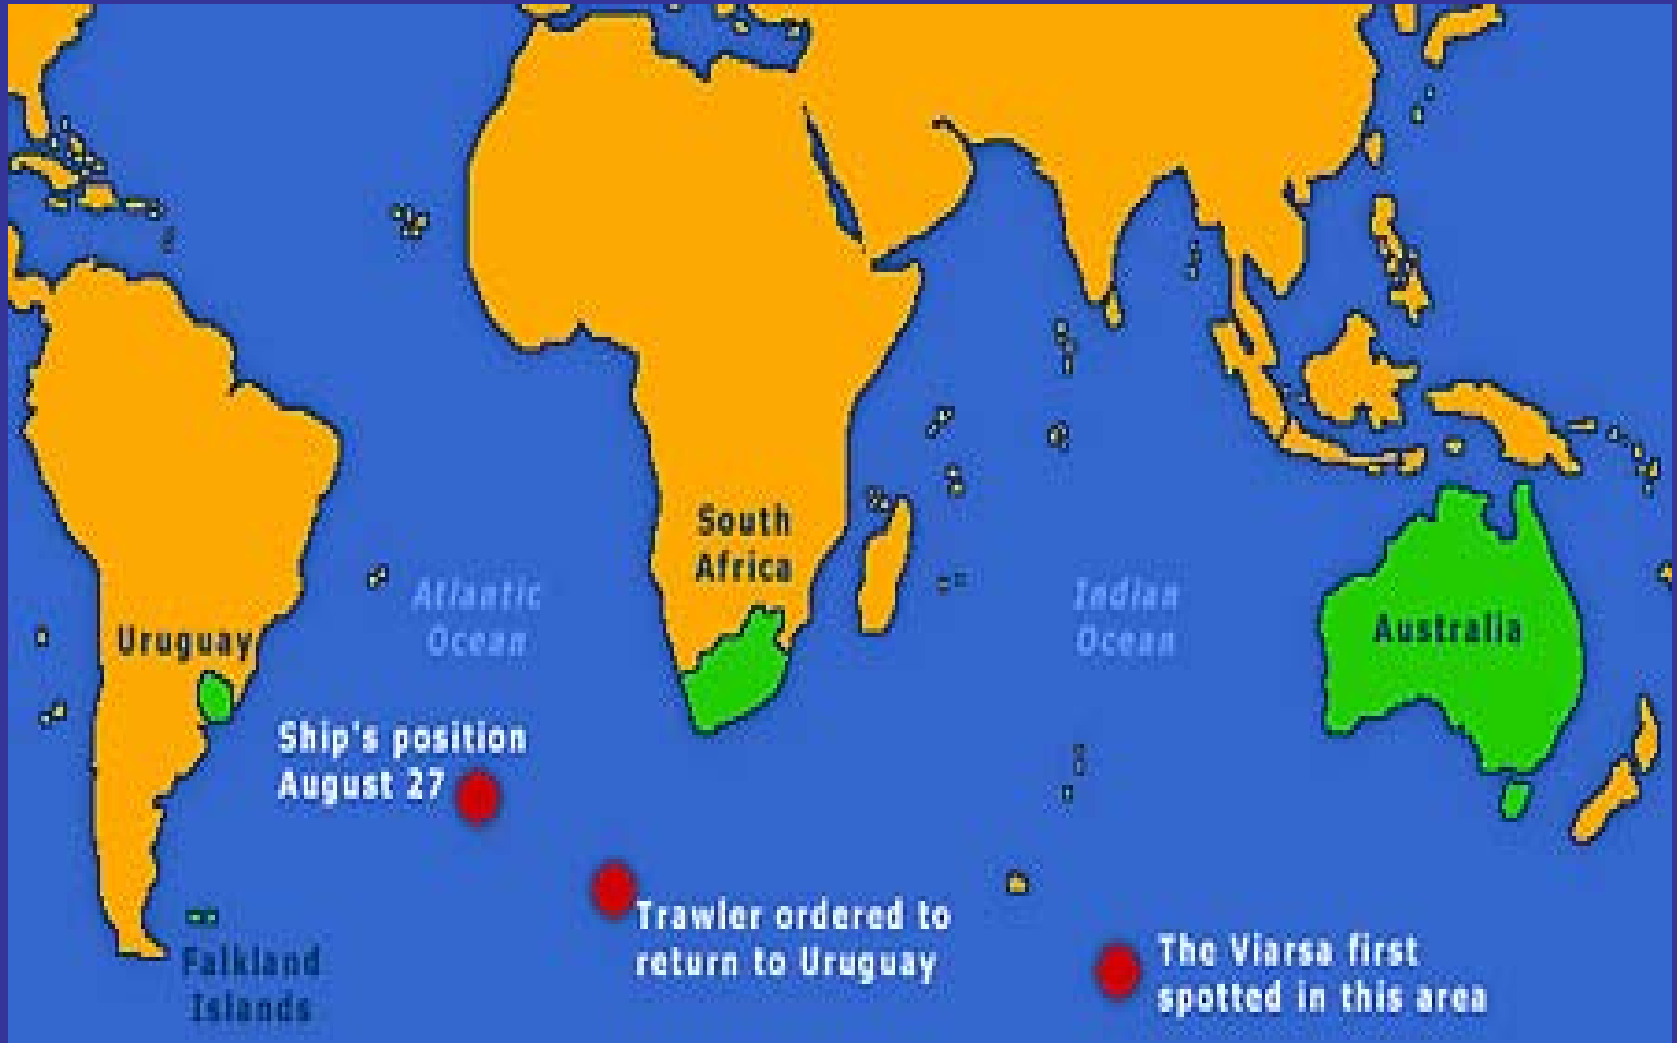 South
Africa
Atlantic
Ocean
Indian
Ocean
Australia
Uruguay
Ship's position
August 27
Trawler ordered to
return to Uruguay
The Viarsa first
spotted in this area
Falkland
Islands